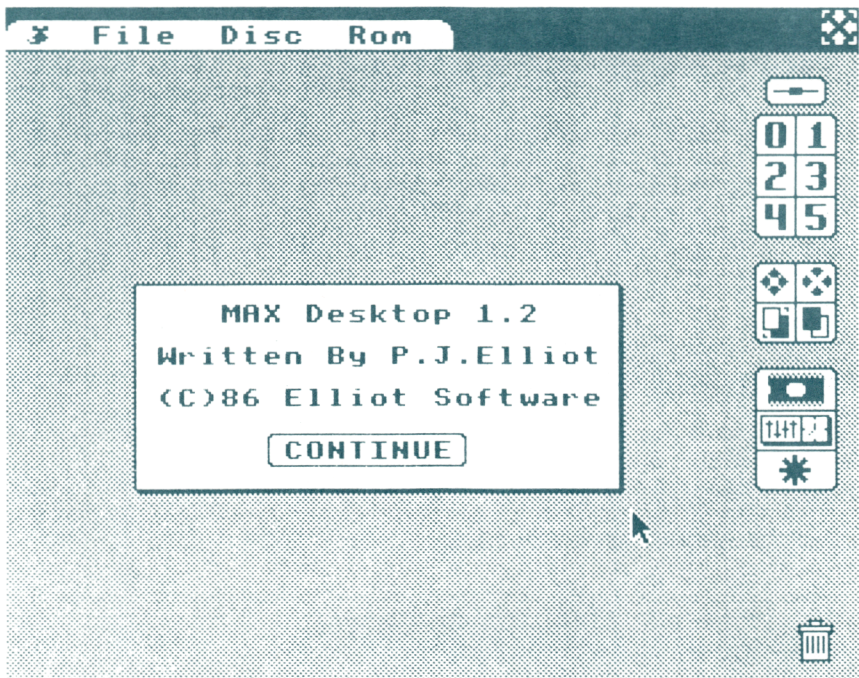 File Disc Rom
0 1
2 3
4 5
MAX Desktop 1.2
Written By P.J.Elliot
(C)86 Elliot Software
CONTINUE